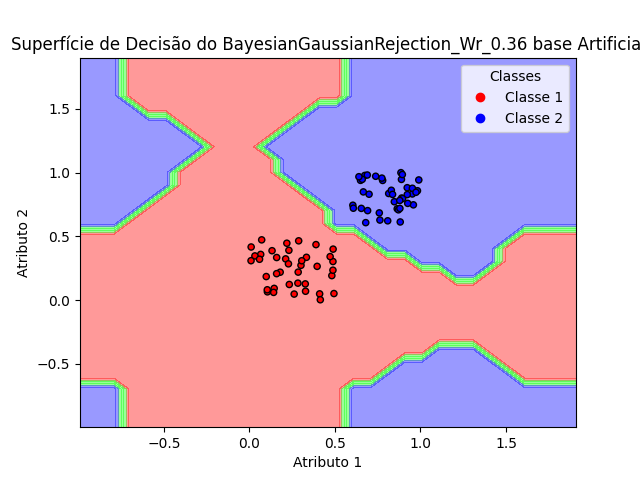 Superfície de Decisão do BayesianGaussianRejection_Wr_0.36 base Artificia
Classes
Classe 1
Classe 2
Atributo 2
1.5
1.0
0.5
0.0
−0.5
−0.5
0.0
0.5
1.0
1.5
Atributo 1